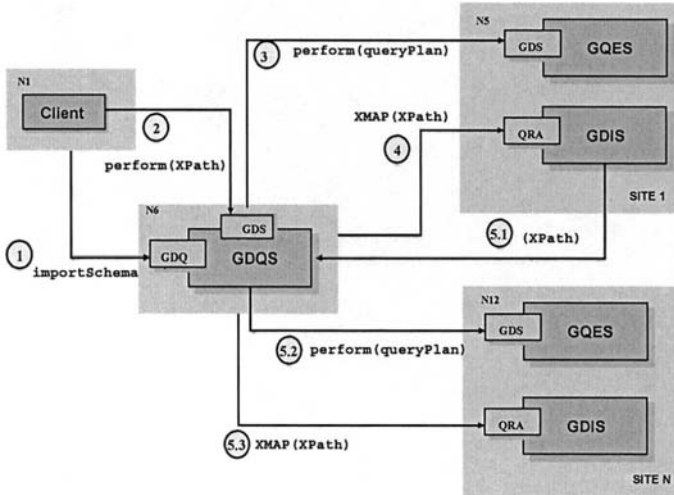 N5
GDS
GQES
3
perform(queryPlan)
N1
Client
2
perform(XPath)
XMAP(XPath)
4
QRA
GDIS
SITE 1
N6
GDS
GDQ
GDQS
1
importSchema
5.1
(XPath)
N12
GDS
GQES
5.2
perform(queryPlan)
QRA
GDIS
5.3
XMAP(XPath)
SITE N